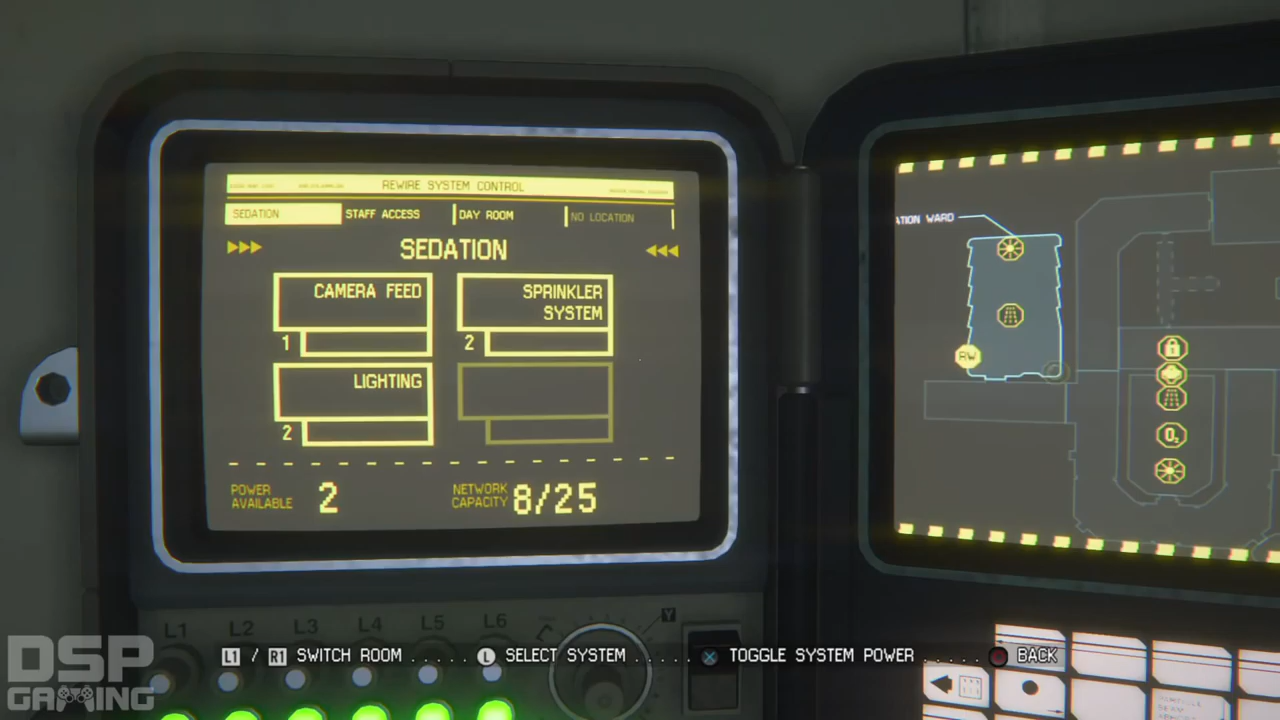 REWIRE SYSTEM CONTROL
SEDATION STAFF ACCESS DAY ROOM NO LOCATION
SEDATION
CAMERA FEED
1
SPRINKLER
SYSTEM
2
LIGHTING
2
POWER
AVAILABLE 2
NETWORK
CAPACITY 8/25
ATION WARD
RW
O₂
L1 L2 L3 L4 L5 L6
Y
L1 / R1 SWITCH ROOM ..... L SELECT SYSTEM ..... X TOGGLE SYSTEM POWER ..... BACK
DSP
GAMING